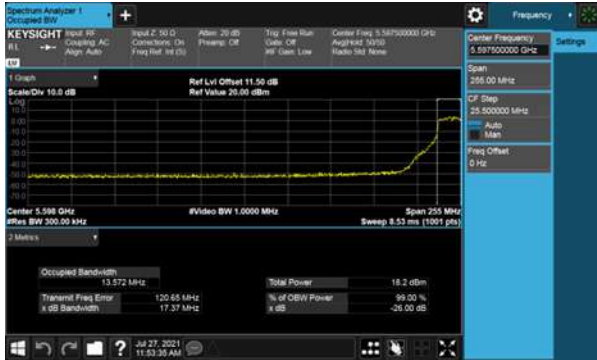 Spectrum Analyzer 1
Occupied BW
Frequency
KEYSIGHT
Input: RF
Coupling: AC
Align: Auto
Input Z: 50 Ω
Corrections: On
Freq Ref: Int (S)
Atten: 20 dB
Preamp: Off
Trig: Free Run
Gate: Off
#IF Gain: Low
Center Freq: 5.597500000 GHz
Avg|Hold: 50/50
Radio Std: None
Center Frequency
5.597500000 GHz
Settings
Span
255.00 MHz
CF Step
25.500000 MHz
Auto
Man
Freq Offset
0 Hz
1 Graph
Scale/Div 10.0 dB
Ref Lvl Offset 11.50 dB
Ref Value 20.00 dBm
Log
Center 5.598 GHz
#Res BW 300.00 kHz
#Video BW 1.0000 MHz
Span 255 MHz
Sweep 8.53 ms (1001 pts)
2 Metrics
Occupied Bandwidth
13.572 MHz
Total Power
18.2 dBm
Transmit Freq Error
120.65 MHz
% of OBW Power
99.00 %
x dB Bandwidth
17.37 MHz
x dB
-26.00 dB
Jul 27, 2021
11:53:35 AM